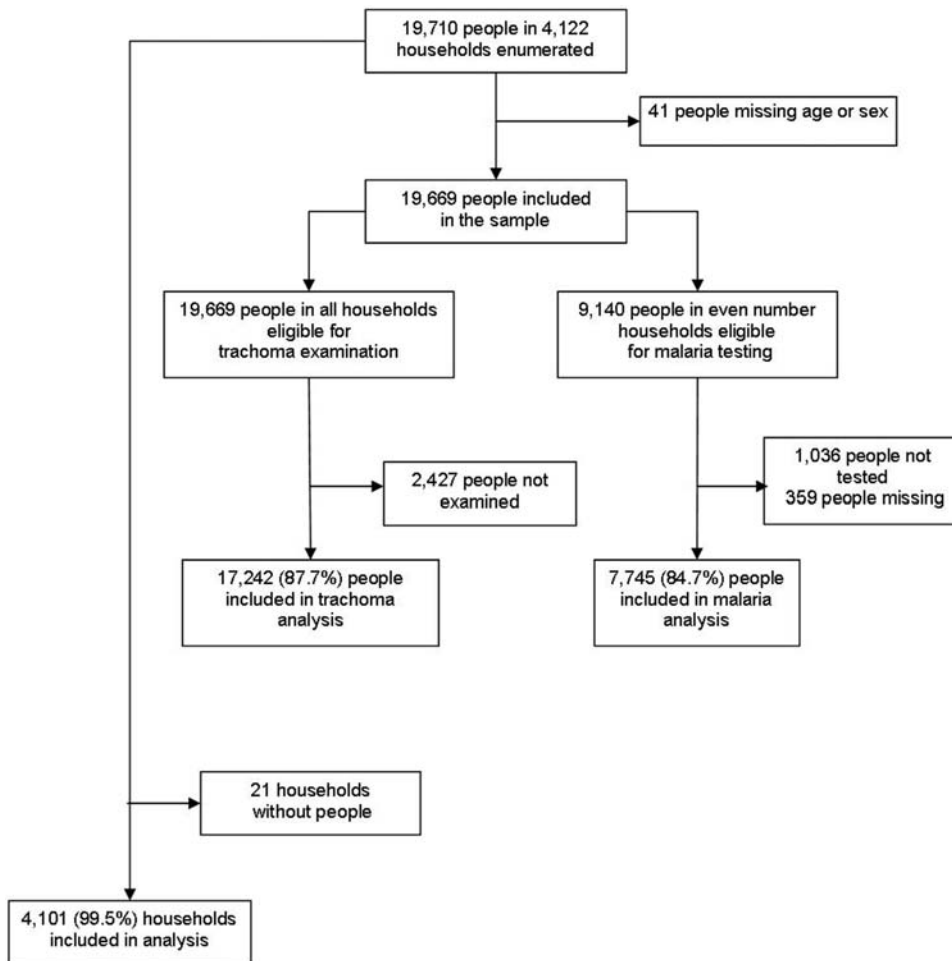 19,710 people in 4,122
households enumerated
41 people missing age or sex
19,669 people included
in the sample
19,669 people in all households
eligible for
trachoma examination
9,140 people in even number
households eligible
for malaria testing
2,427 people not
examined
1,036 people not
tested
359 people missing
17,242 (87.7%) people
included in trachoma
analysis
7,745 (84.7%) people
included in malaria
analysis
21 households
without people
4,101 (99.5%) households
included in analysis